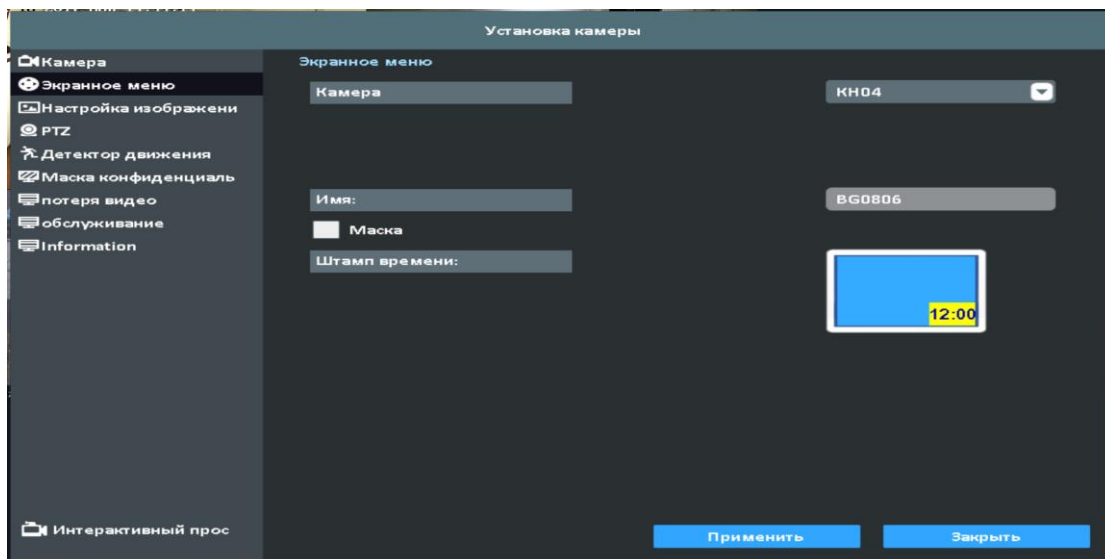 Установка камеры
Камера
Экранное меню
Настройка изображени
PTZ
Детектор движения
Маска конфиденциаль
потеря видео
обслуживание
Information
Интерактивный прос
Экранное меню
Камера
КН04
Имя:
BG0806
Маска
Штамп времени:
12:00
Применить
Закрыть